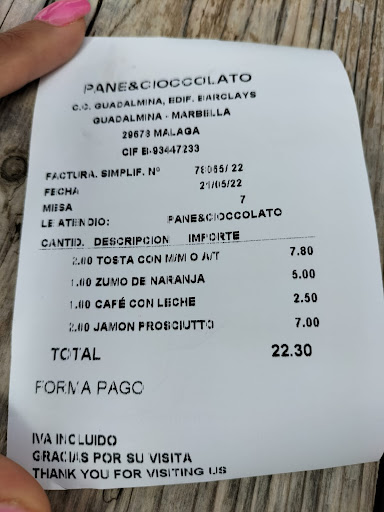 PANE&CIOCCOLATO
C.C. GUADALMINA, EDIF. BARCLAYS
GUADALMINA - MARBELLA
29678 MALAGA
CIF B-93447233
FACTURA. SIMPLIF. Nº 78065/ 22
FECHA 21/05/22
MESA 7
LE ATENDIO: PANE&CIOCCOLATO
CANTID. DESCRIPCION IMPORTE
2.00 TOSTA CON M/M O A/T 7.80
1.00 ZUMO DE NARANJA 5.00
1.00 CAFÉ CON LECHE 2.50
2.00 JAMON PROSCIUTTO 7.00
TOTAL 22.30
FORMA PAGO
IVA INCLUIDO
GRACIAS POR SU VISITA
THANK YOU FOR VISITING US